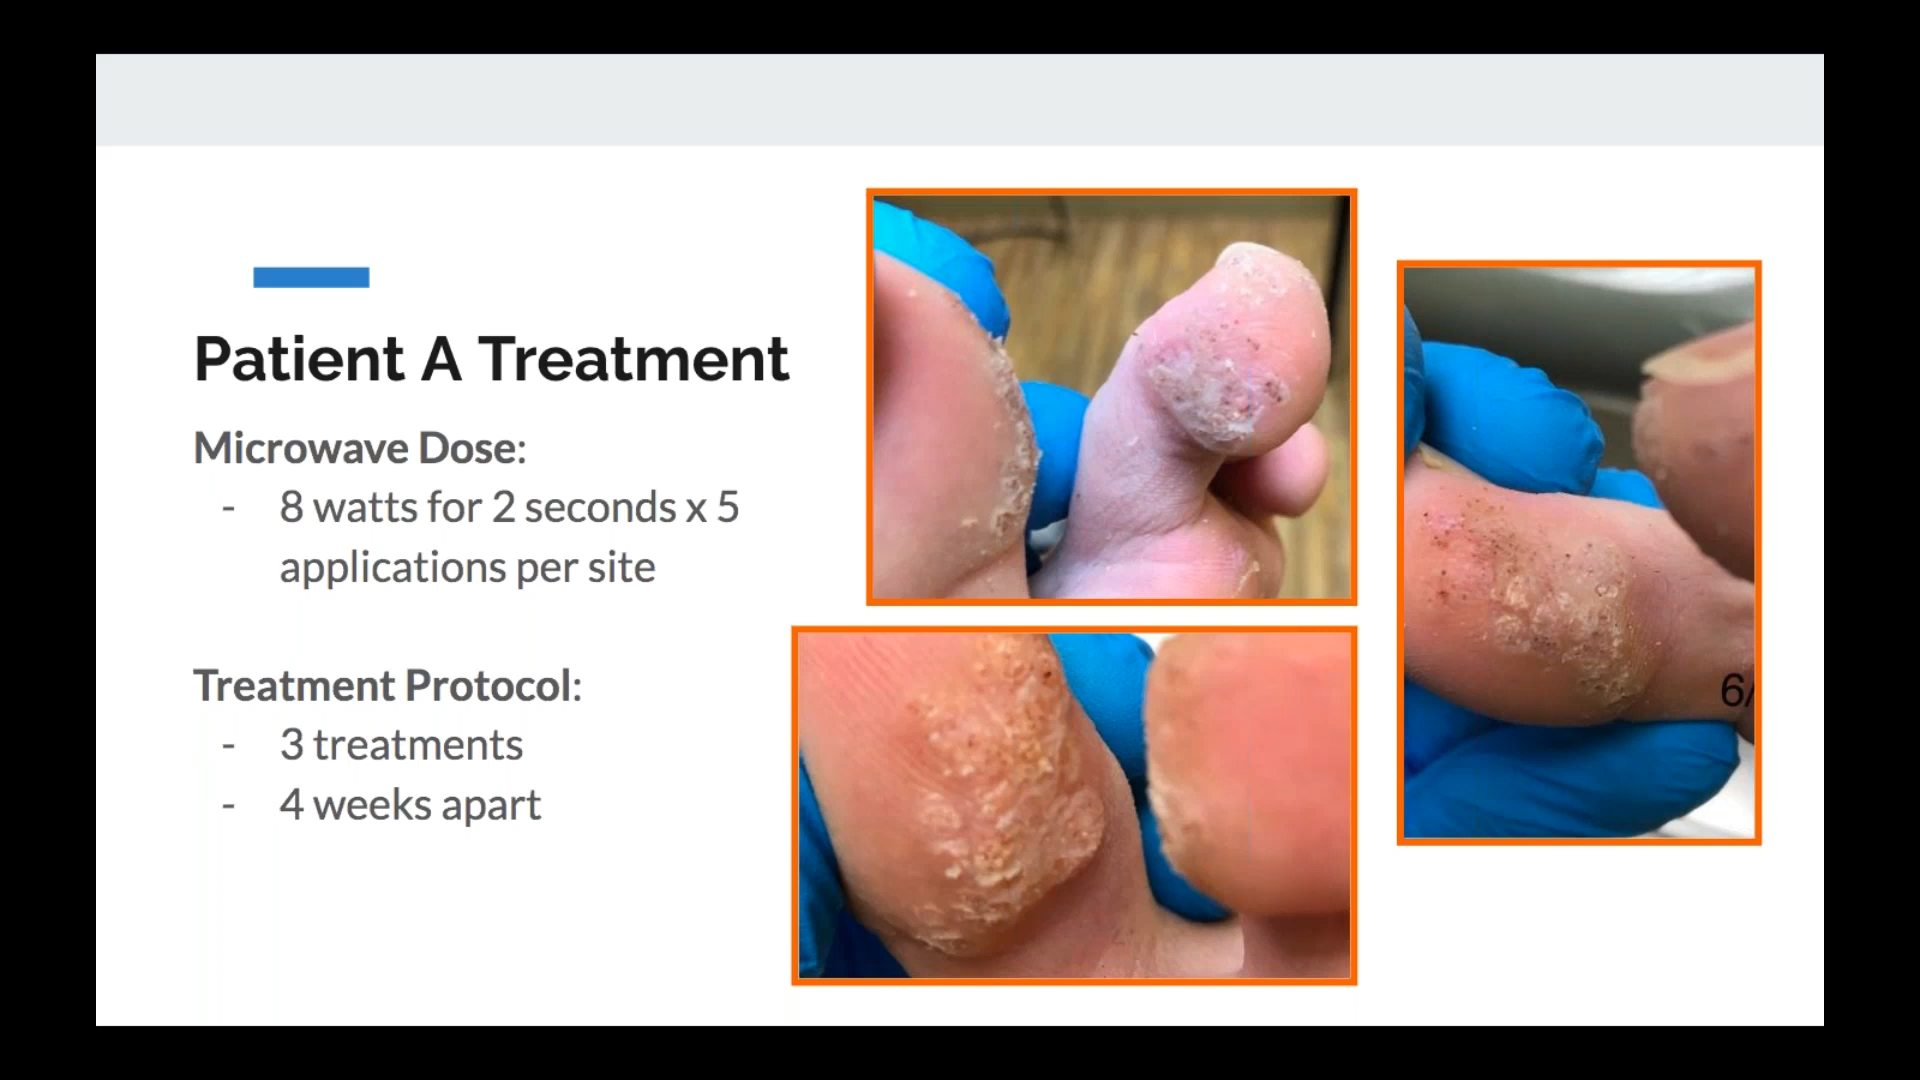 Patient A Treatment
Microwave Dose:
- 8 watts for 2 seconds x 5
applications per site
Treatment Protocol:
- 3 treatments
- 4 weeks apart
6/